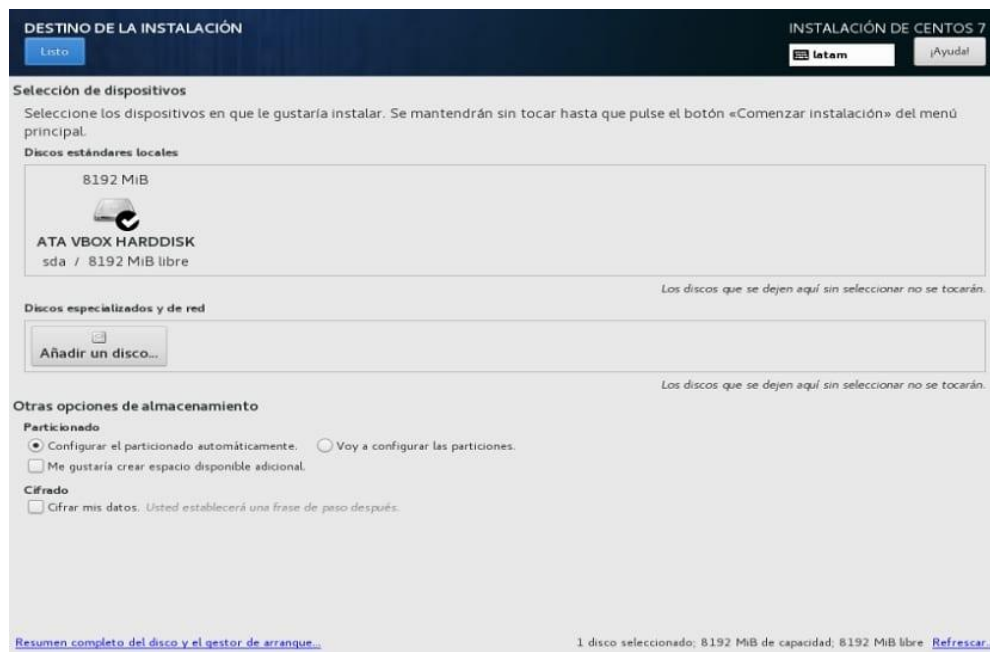 DESTINO DE LA INSTALACIÓN
INSTALACIÓN DE CENTOS 7
Listo
latam
¡Ayuda!
Selección de dispositivos
Seleccione los dispositivos en que le gustaría instalar. Se mantendrán sin tocar hasta que pulse el botón «Comenzar instalación» del menú
principal.
Discos estándares locales
8192 MiB
ATA VBOX HARDDISK
sda / 8192 MiB libre
Los discos que se dejen aquí sin seleccionar no se tocarán.
Discos especializados y de red
Añadir un disco...
Los discos que se dejen aquí sin seleccionar no se tocarán.
Otras opciones de almacenamiento
Particionado
Configurar el particionado automáticamente. Voy a configurar las particiones.
Me gustaría crear espacio disponible adicional.
Cifrado
Cifrar mis datos. Usted establecerá una frase de paso después.
Resumen completo del disco y el gestor de arranque...
1 disco seleccionado; 8192 MiB de capacidad; 8192 MiB libre Refrescar.